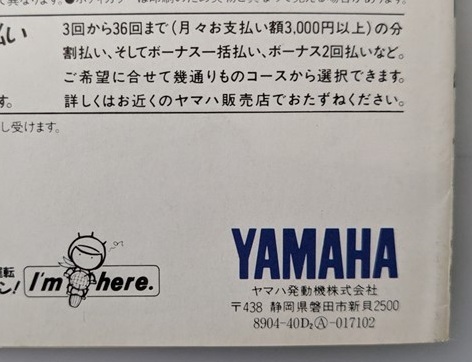 3回から36回まで(月々お支払い額3,000円以上)の分
払い
割払い、そしてボーナス一括払い、ボーナス2回払いなど。
ご希望に合せて幾通りものコースから選択できます。
す。 詳しくはお近くのヤマハ販売店でおたずねください。
し受けます。
運転
ン! I'm here.
YAMAHA
ヤマハ発動機株式会社
〒438 静岡県磐田市新貝2500
8904-40D₂Ⓐ-017102